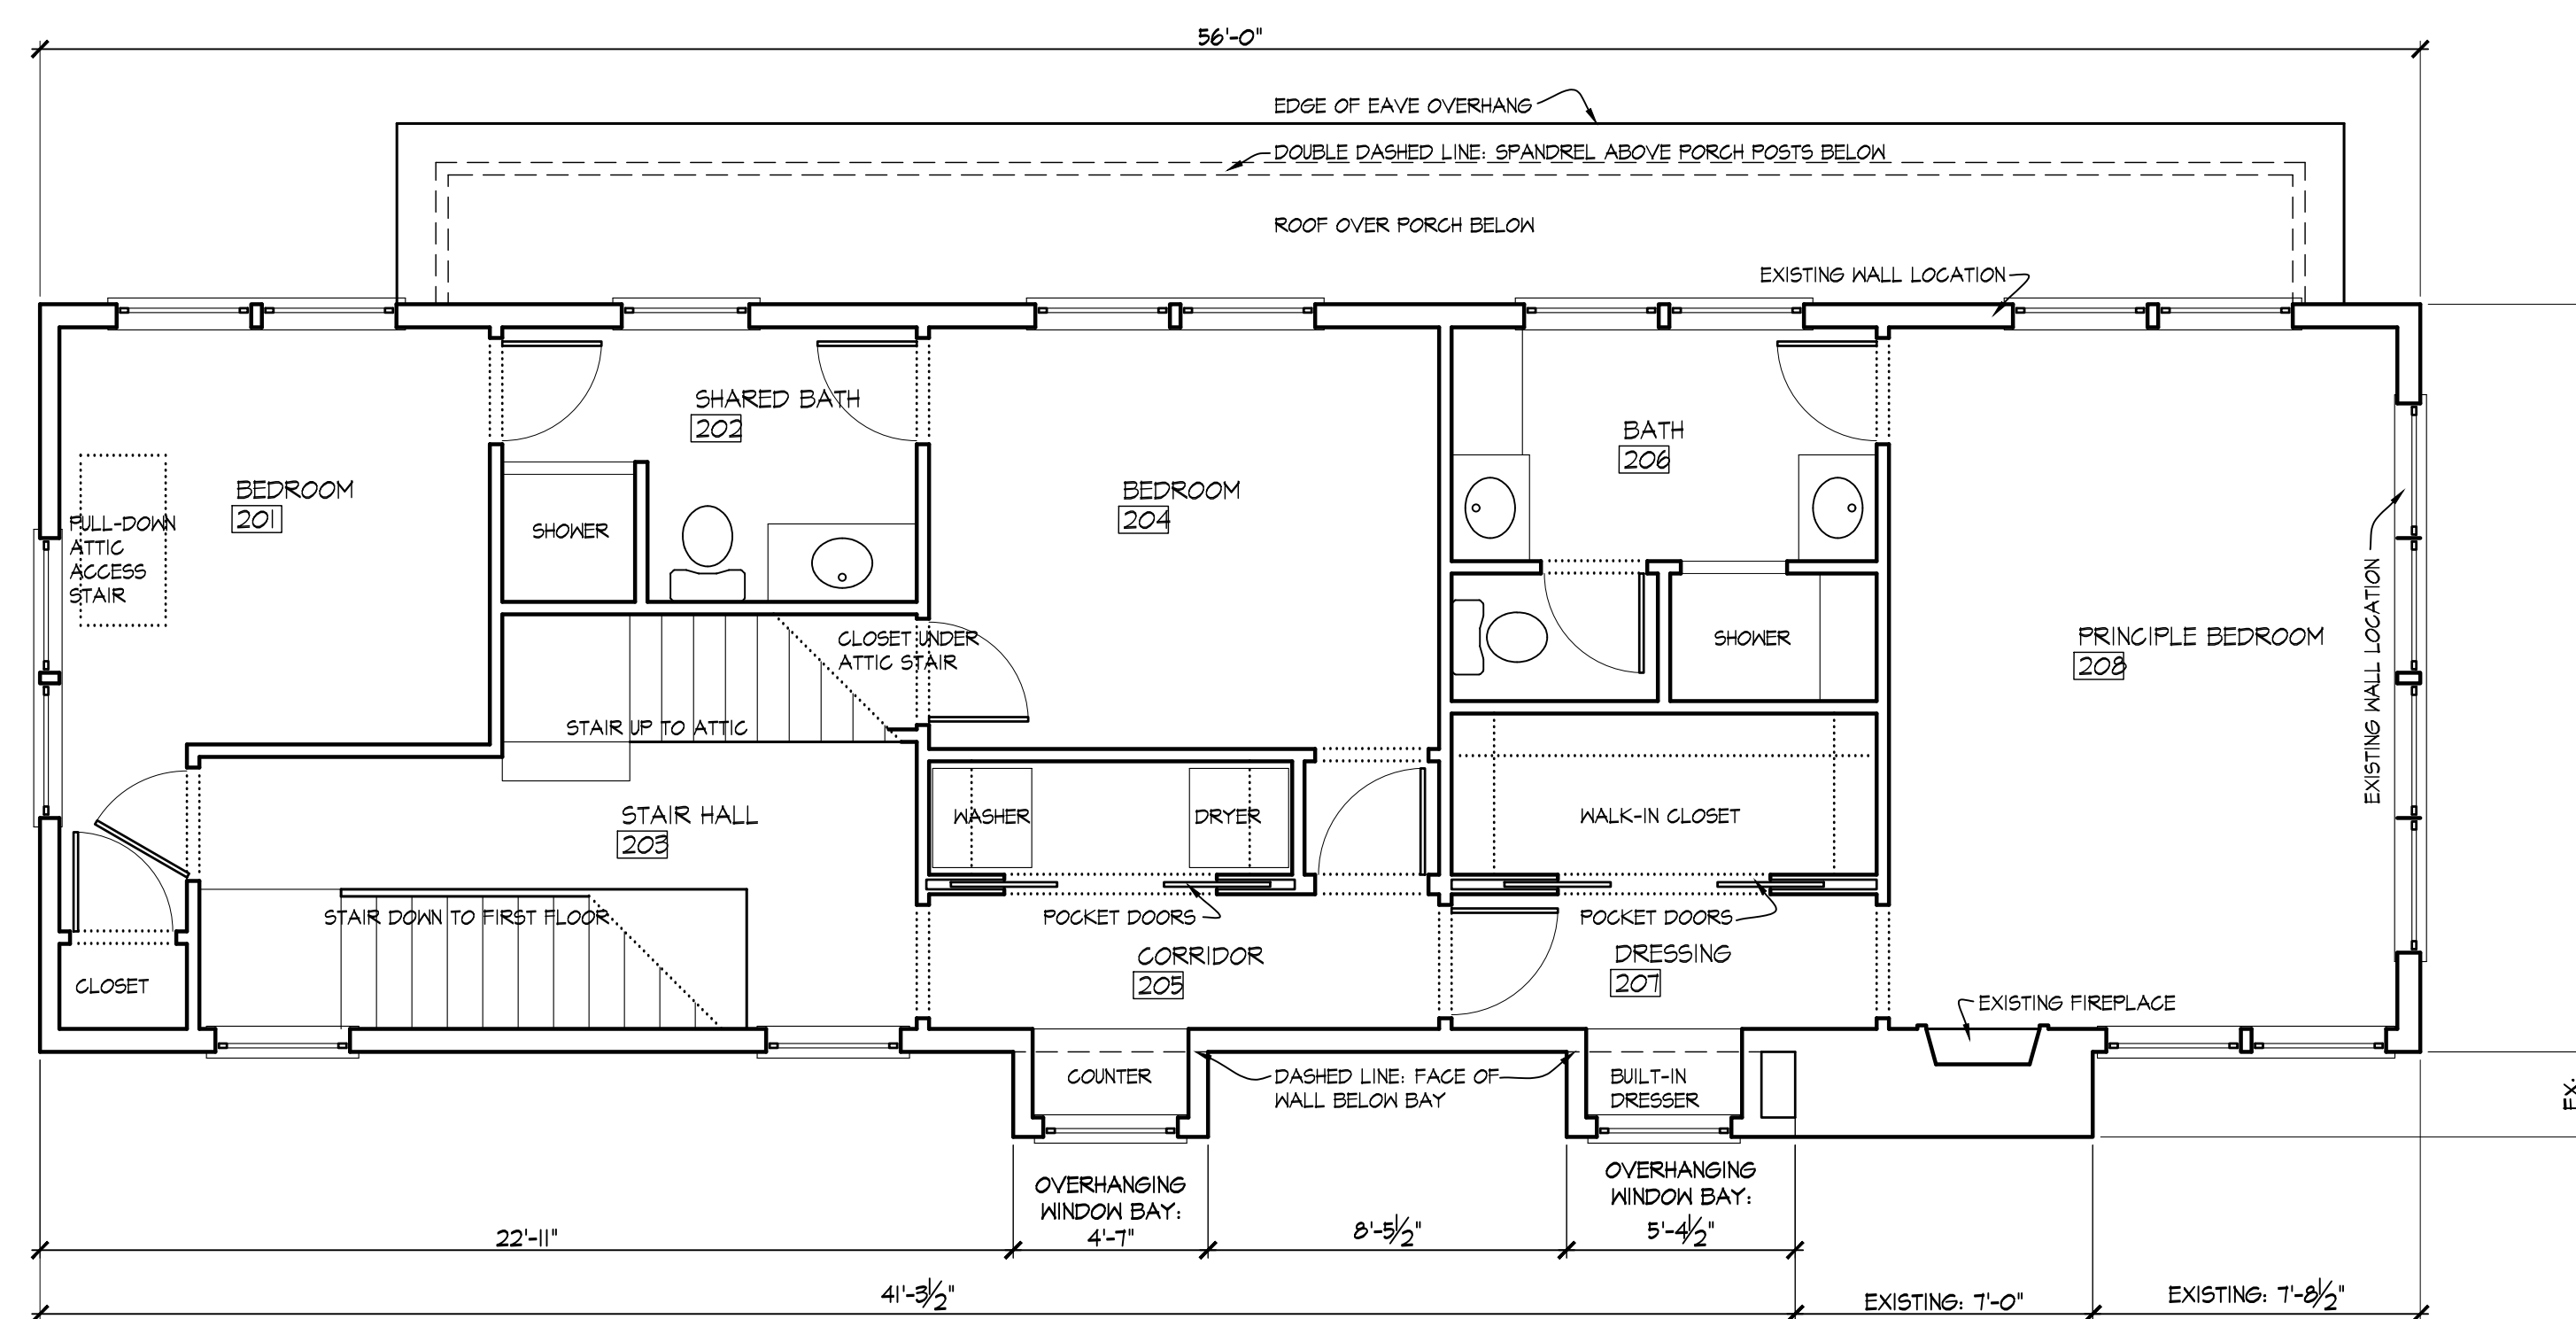 56'-0"
EDGE OF EAVE OVERHANG
DOUBLE DASHED LINE: SPANDREL ABOVE PORCH POSTS BELOW
ROOF OVER PORCH BELOW
EXISTING WALL LOCATION
SHARED BATH
202
BATH
206
BEDROOM
201
BEDROOM
204
PULL-DOWN
ATTIC
ACCESS
STAIR
SHOWER
CLOSET UNDER
ATTIC STAIR
SHOWER
PRINCIPLE BEDROOM
208
EXISTING WALL LOCATION
STAIR UP TO ATTIC
STAIR HALL
203
WASHER
DRYER
WALK-IN CLOSET
STAIR DOWN TO FIRST FLOOR
POCKET DOORS
POCKET DOORS
CORRIDOR
205
DRESSING
207
CLOSET
EXISTING FIREPLACE
COUNTER
DASHED LINE: FACE OF
WALL BELOW BAY
BUILT-IN
DRESSER
EX.
OVERHANGING
WINDOW BAY:
4'-7"
OVERHANGING
WINDOW BAY:
5'-4½"
22'-11"
8'-5½"
41'-3½"
EXISTING: 7'-0"
EXISTING: 7'-8½"